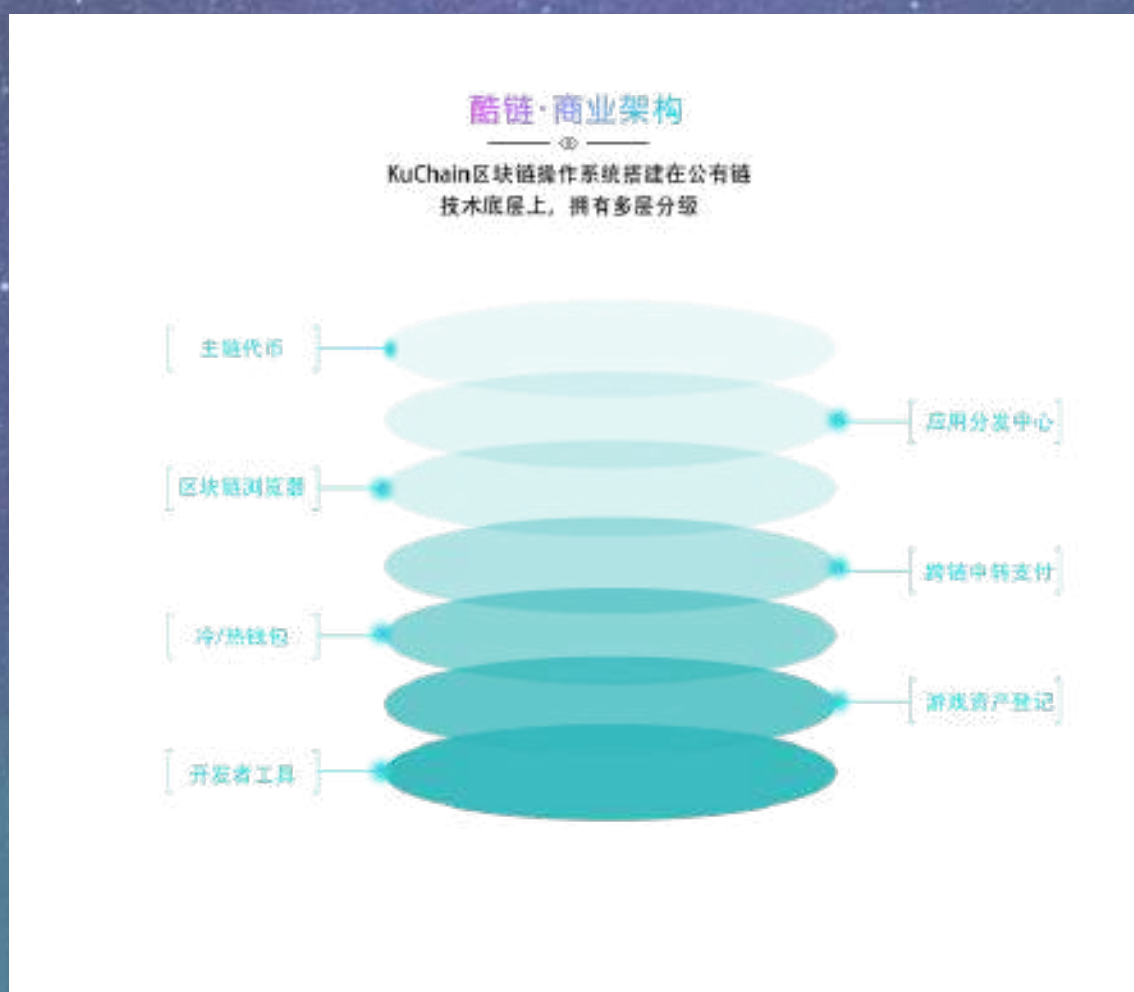 酷链·商业架构
KuChain区块链操作系统搭建在公有链
技术底层上，拥有多层分级
主链代币
应用分发中心
区块链浏览器
跨链中转支付
冷/热钱包
游戏资产登记
开发者工具